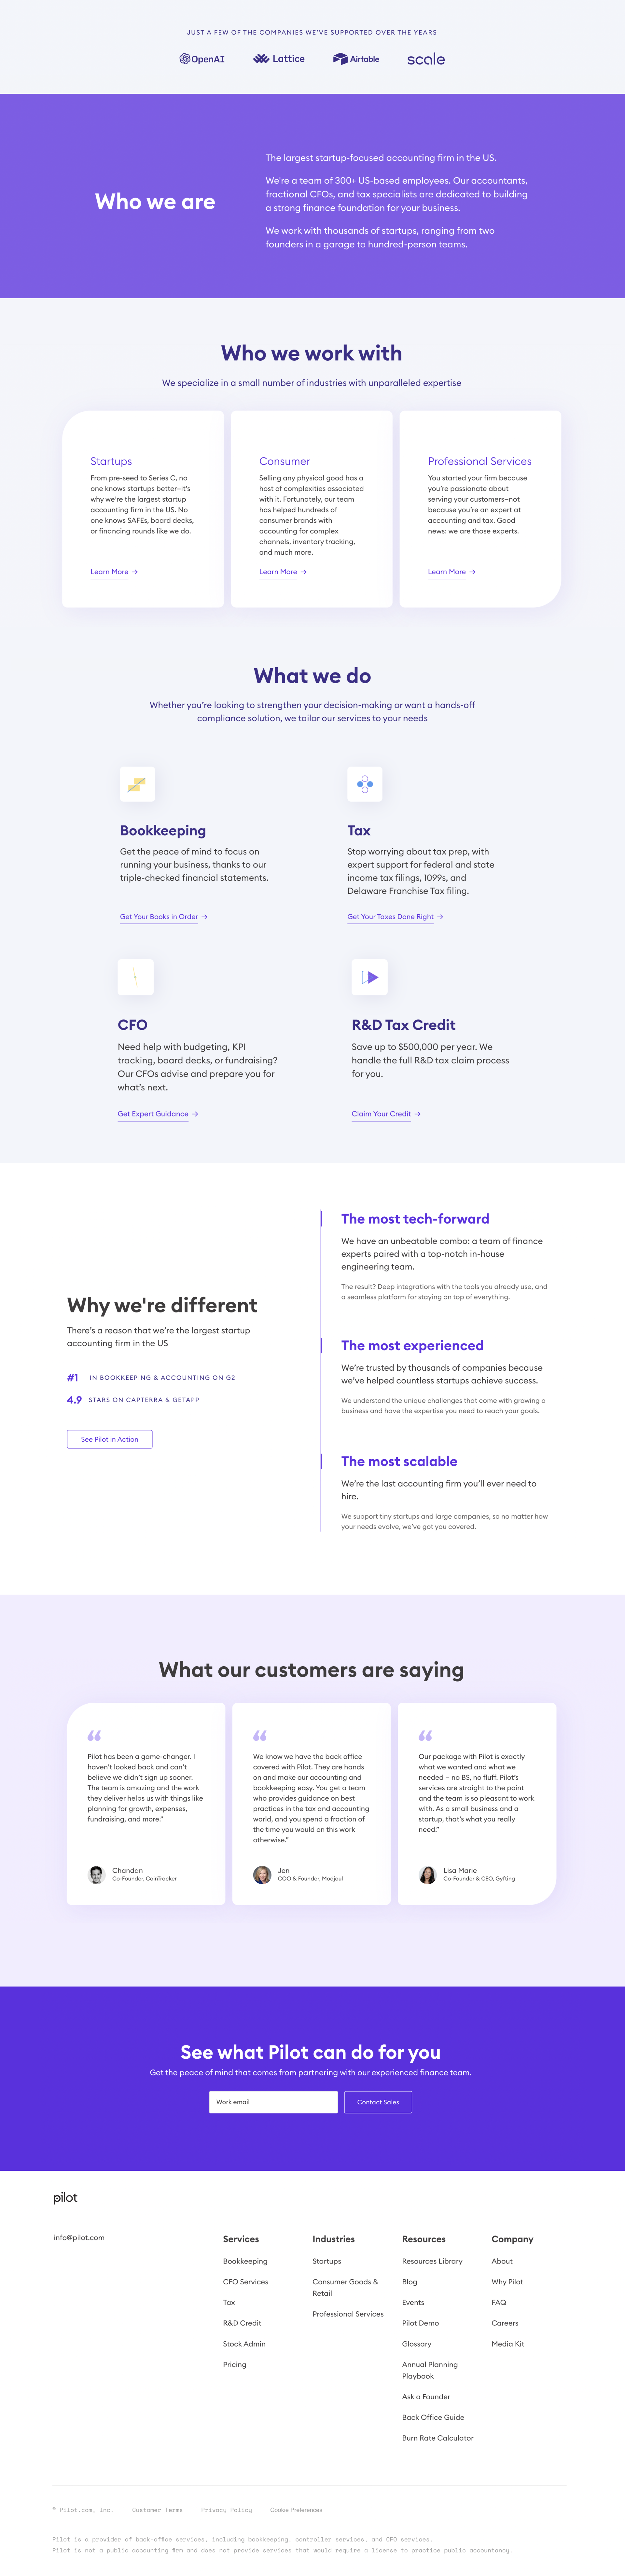 JUST A FEW OF THE COMPANIES WE'VE SUPPORTED OVER THE YEARS
OpenAI
Lattice
Airtable
scale
Who we are
The largest startup-focused accounting firm in the US.
We're a team of 300+ US-based employees. Our accountants,
fractional CFOs, and tax specialists are dedicated to building
a strong finance foundation for your business.
We work with thousands of startups, ranging from two
founders in a garage to hundred-person teams.
Who we work with
We specialize in a small number of industries with unparalleled expertise
Startups
From pre-seed to Series C, no
one knows startups better—it's
why we're the largest startup
accounting firm in the US. No
one knows SAFEs, board decks,
or financing rounds like we do.
Learn More →
Consumer
Selling any physical good has a
host of complexities associated
with it. Fortunately, our team
has helped hundreds of
consumer brands with
accounting for complex
channels, inventory tracking,
and much more.
Learn More →
Professional Services
You started your firm because
you're passionate about
serving your customers—not
because you're an expert at
accounting and tax. Good
news: we are those experts.
Learn More →
What we do
Whether you're looking to strengthen your decision-making or want a hands-off
compliance solution, we tailor our services to your needs
Bookkeeping
Get the peace of mind to focus on
running your business, thanks to our
triple-checked financial statements.
Get Your Books in Order →
Tax
Stop worrying about tax prep, with
expert support for federal and state
income tax filings, 1099s, and
Delaware Franchise Tax filing.
Get Your Taxes Done Right →
CFO
Need help with budgeting, KPI
tracking, board decks, or fundraising?
Our CFOs advise and prepare you for
what's next.
Get Expert Guidance →
R&D Tax Credit
Save up to $500,000 per year. We
handle the full R&D tax claim process
for you.
Claim Your Credit →
Why we're different
There's a reason that we're the largest startup
accounting firm in the US
#1 IN BOOKKEEPING & ACCOUNTING ON G2
4.9 STARS ON CAPTERRA & GETAPP
See Pilot in Action
The most tech-forward
We have an unbeatable combo: a team of finance
experts paired with a top-notch in-house
engineering team.
The result? Deep integrations with the tools you already use, and
a seamless platform for staying on top of everything.
The most experienced
We're trusted by thousands of companies because
we've helped countless startups achieve success.
We understand the unique challenges that come with growing a
business and have the expertise you need to reach your goals.
The most scalable
We're the last accounting firm you'll ever need to
hire.
We support tiny startups and large companies, so no matter how
your needs evolve, we've got you covered.
What our customers are saying
Pilot has been a game-changer. I
haven't looked back and can't
believe we didn't sign up sooner.
The team is amazing and the work
they deliver helps us with things like
planning for growth, expenses,
fundraising, and more."
Chandan
Co-Founder, CoinTracker
We know we have the back office
covered with Pilot. They are hands
on and make our accounting and
bookkeeping easy. You get a team
who provides guidance on best
practices in the tax and accounting
world, and you spend a fraction of
the time you would on this work
otherwise."
Jen
COO & Founder, Modjoul
Our package with Pilot is exactly
what we wanted and what we
needed – no BS, no fluff. Pilot's
services are straight to the point
and the team is so pleasant to work
with. As a small business and a
startup, that's what you really
need."
Lisa Marie
Co-Founder & CEO, Gyfting
See what Pilot can do for you
Get the peace of mind that comes from partnering with our experienced finance team.
Work email
Contact Sales
pilot
info@pilot.com
Services
Bookkeeping
CFO Services
Tax
R&D Credit
Stock Admin
Pricing
Industries
Startups
Consumer Goods &
Retail
Professional Services
Resources
Resources Library
Blog
Events
Pilot Demo
Glossary
Annual Planning
Playbook
Ask a Founder
Back Office Guide
Burn Rate Calculator
Company
About
Why Pilot
FAQ
Careers
Media Kit
© Pilot.com, Inc. Customer Terms Privacy Policy Cookie Preferences
Pilot is a provider of back-office services, including bookkeeping, controller services, and CFO services.
Pilot is not a public accounting firm and does not provide services that would require a license to practice public accountancy.